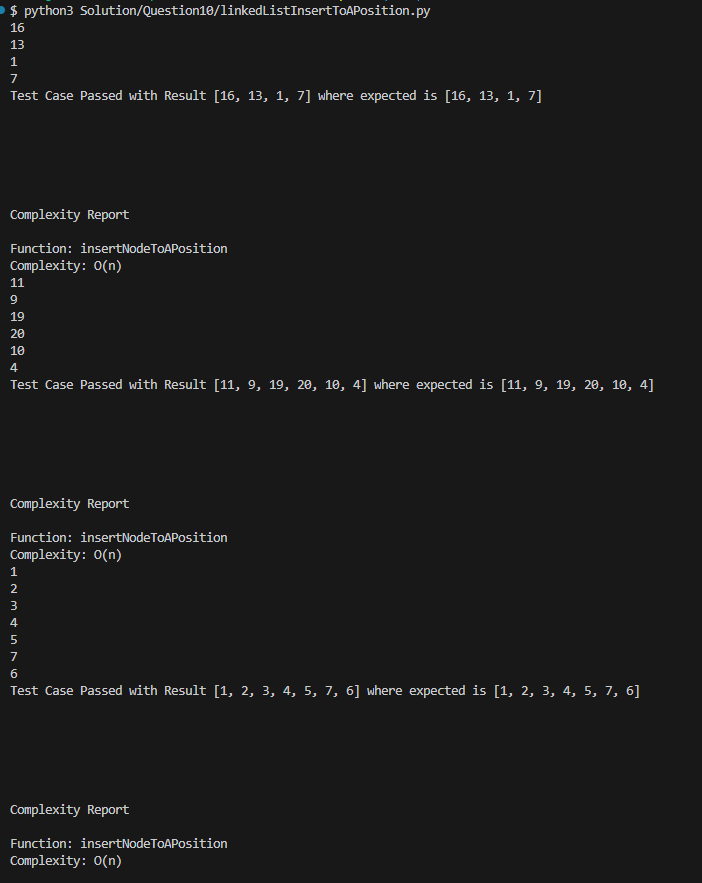 $ python3 Solution/Question10/linkedListInsertToAPosition.py
16
13
1
7
Test Case Passed with Result [16, 13, 1, 7] where expected is [16, 13, 1, 7]
Complexity Report
Function: insertNodeToAPosition
Complexity: O(n)
11
9
19
20
10
4
Test Case Passed with Result [11, 9, 19, 20, 10, 4] where expected is [11, 9, 19, 20, 10, 4]
Complexity Report
Function: insertNodeToAPosition
Complexity: O(n)
1
2
3
4
5
7
6
Test Case Passed with Result [1, 2, 3, 4, 5, 7, 6] where expected is [1, 2, 3, 4, 5, 7, 6]
Complexity Report
Function: insertNodeToAPosition
Complexity: O(n)